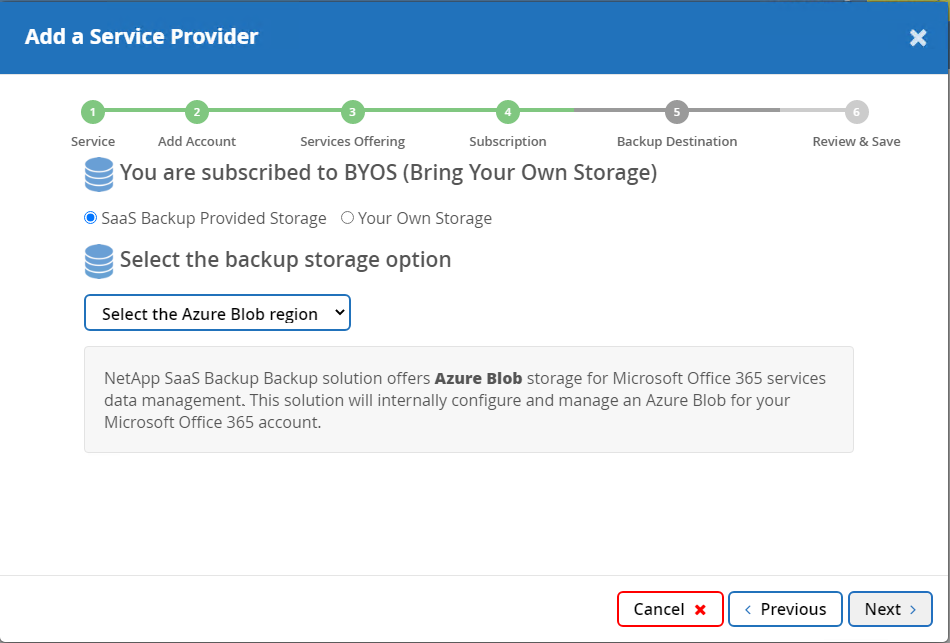 Add a Service Provider
1 2 3 4 5 6
Service Add Account Services Offering Subscription Backup Destination Review & Save
You are subscribed to BYOS (Bring Your Own Storage)
SaaS Backup Provided Storage Your Own Storage
Select the backup storage option
Select the Azure Blob region
NetApp SaaS Backup Backup solution offers Azure Blob storage for Microsoft Office 365 services
data management. This solution will internally configure and manage an Azure Blob for your
Microsoft Office 365 account.
Cancel Previous Next